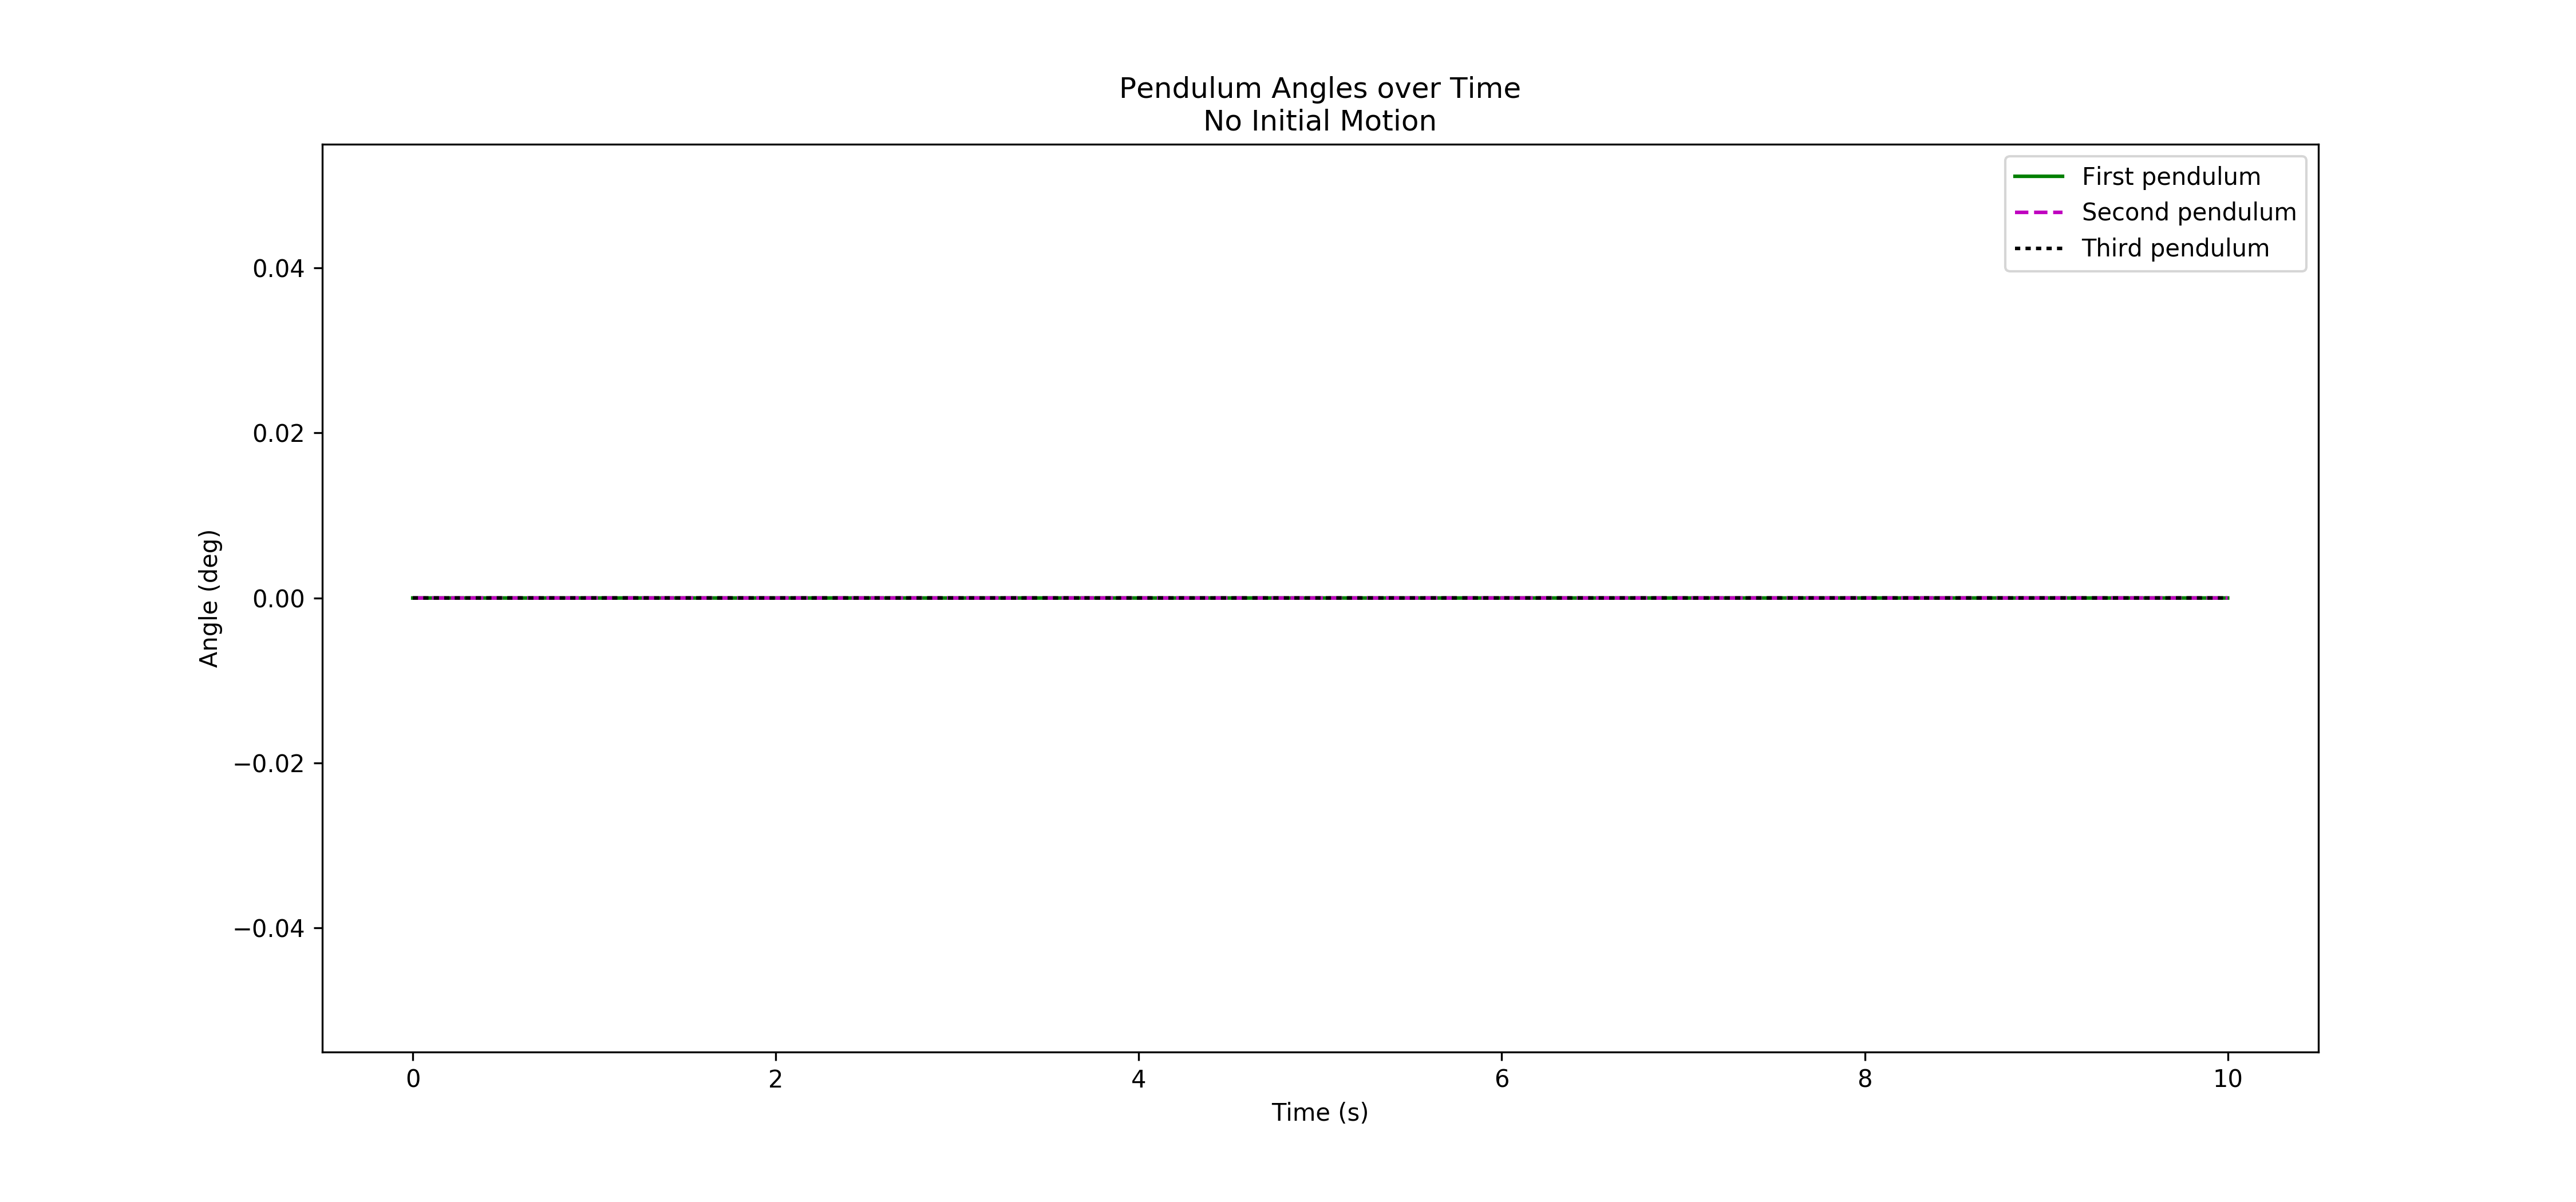 Pendulum Angles over Time
No Initial Motion
First pendulum
Second pendulum
Third pendulum
Angle (deg)
0.04
0.02
0.00
−0.02
−0.04
0 2 4 6 8 10
Time (s)